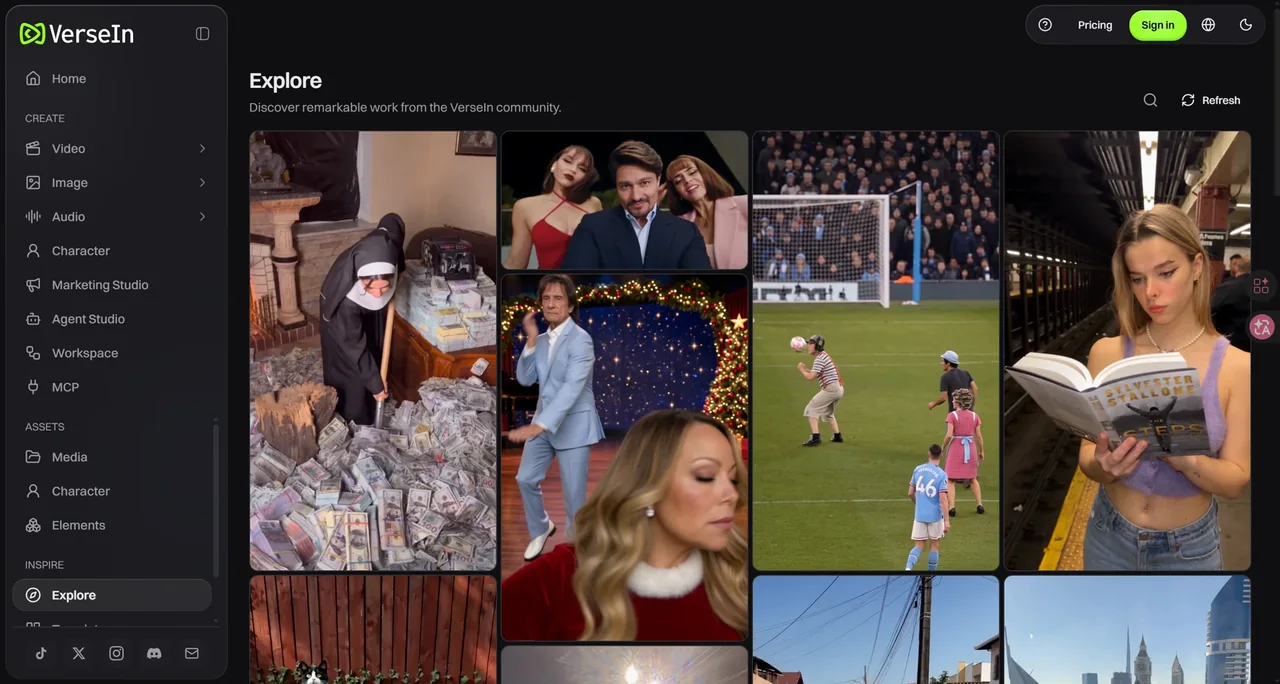 VerseIn
Home
CREATE
Video
Image
Audio
Character
Marketing Studio
Agent Studio
Workspace
MCP
ASSETS
Media
Character
Elements
INSPIRE
Explore
Pricing
Sign in
Explore
Discover remarkable work from the VerseIn community.
Refresh
46
SYLVESTER
STALLONE
STEPS